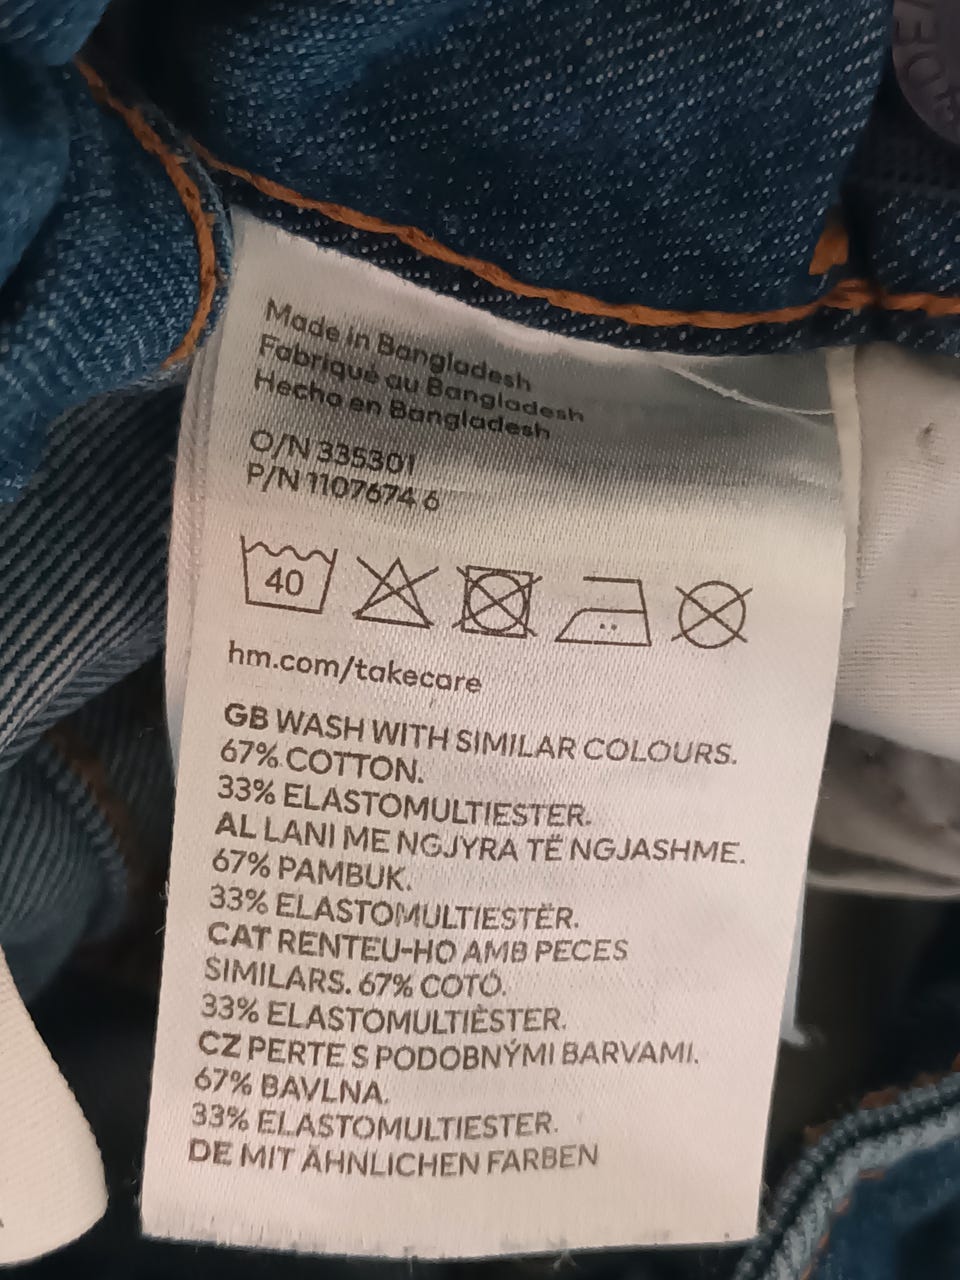 Made in Bangladesh
Fabriqué au Bangladesh
Hecho en Bangladesh
O/N 335301
P/N 1107674 6
40
hm.com/takecare
GB WASH WITH SIMILAR COLOURS.
67% COTTON.
33% ELASTOMULTIESTER.
AL LANI ME NGJYRA TË NGJASHME.
67% PAMBUK.
33% ELASTOMULTIESTËR.
CAT RENTEU-HO AMB PECES
SIMILARS. 67% COTÓ.
33% ELASTOMULTIÈSTER.
CZ PERTE S PODOBNÝMI BARVAMI.
67% BAVLNA.
33% ELASTOMULTIESTER.
DE MIT ÄHNLICHEN FARBEN